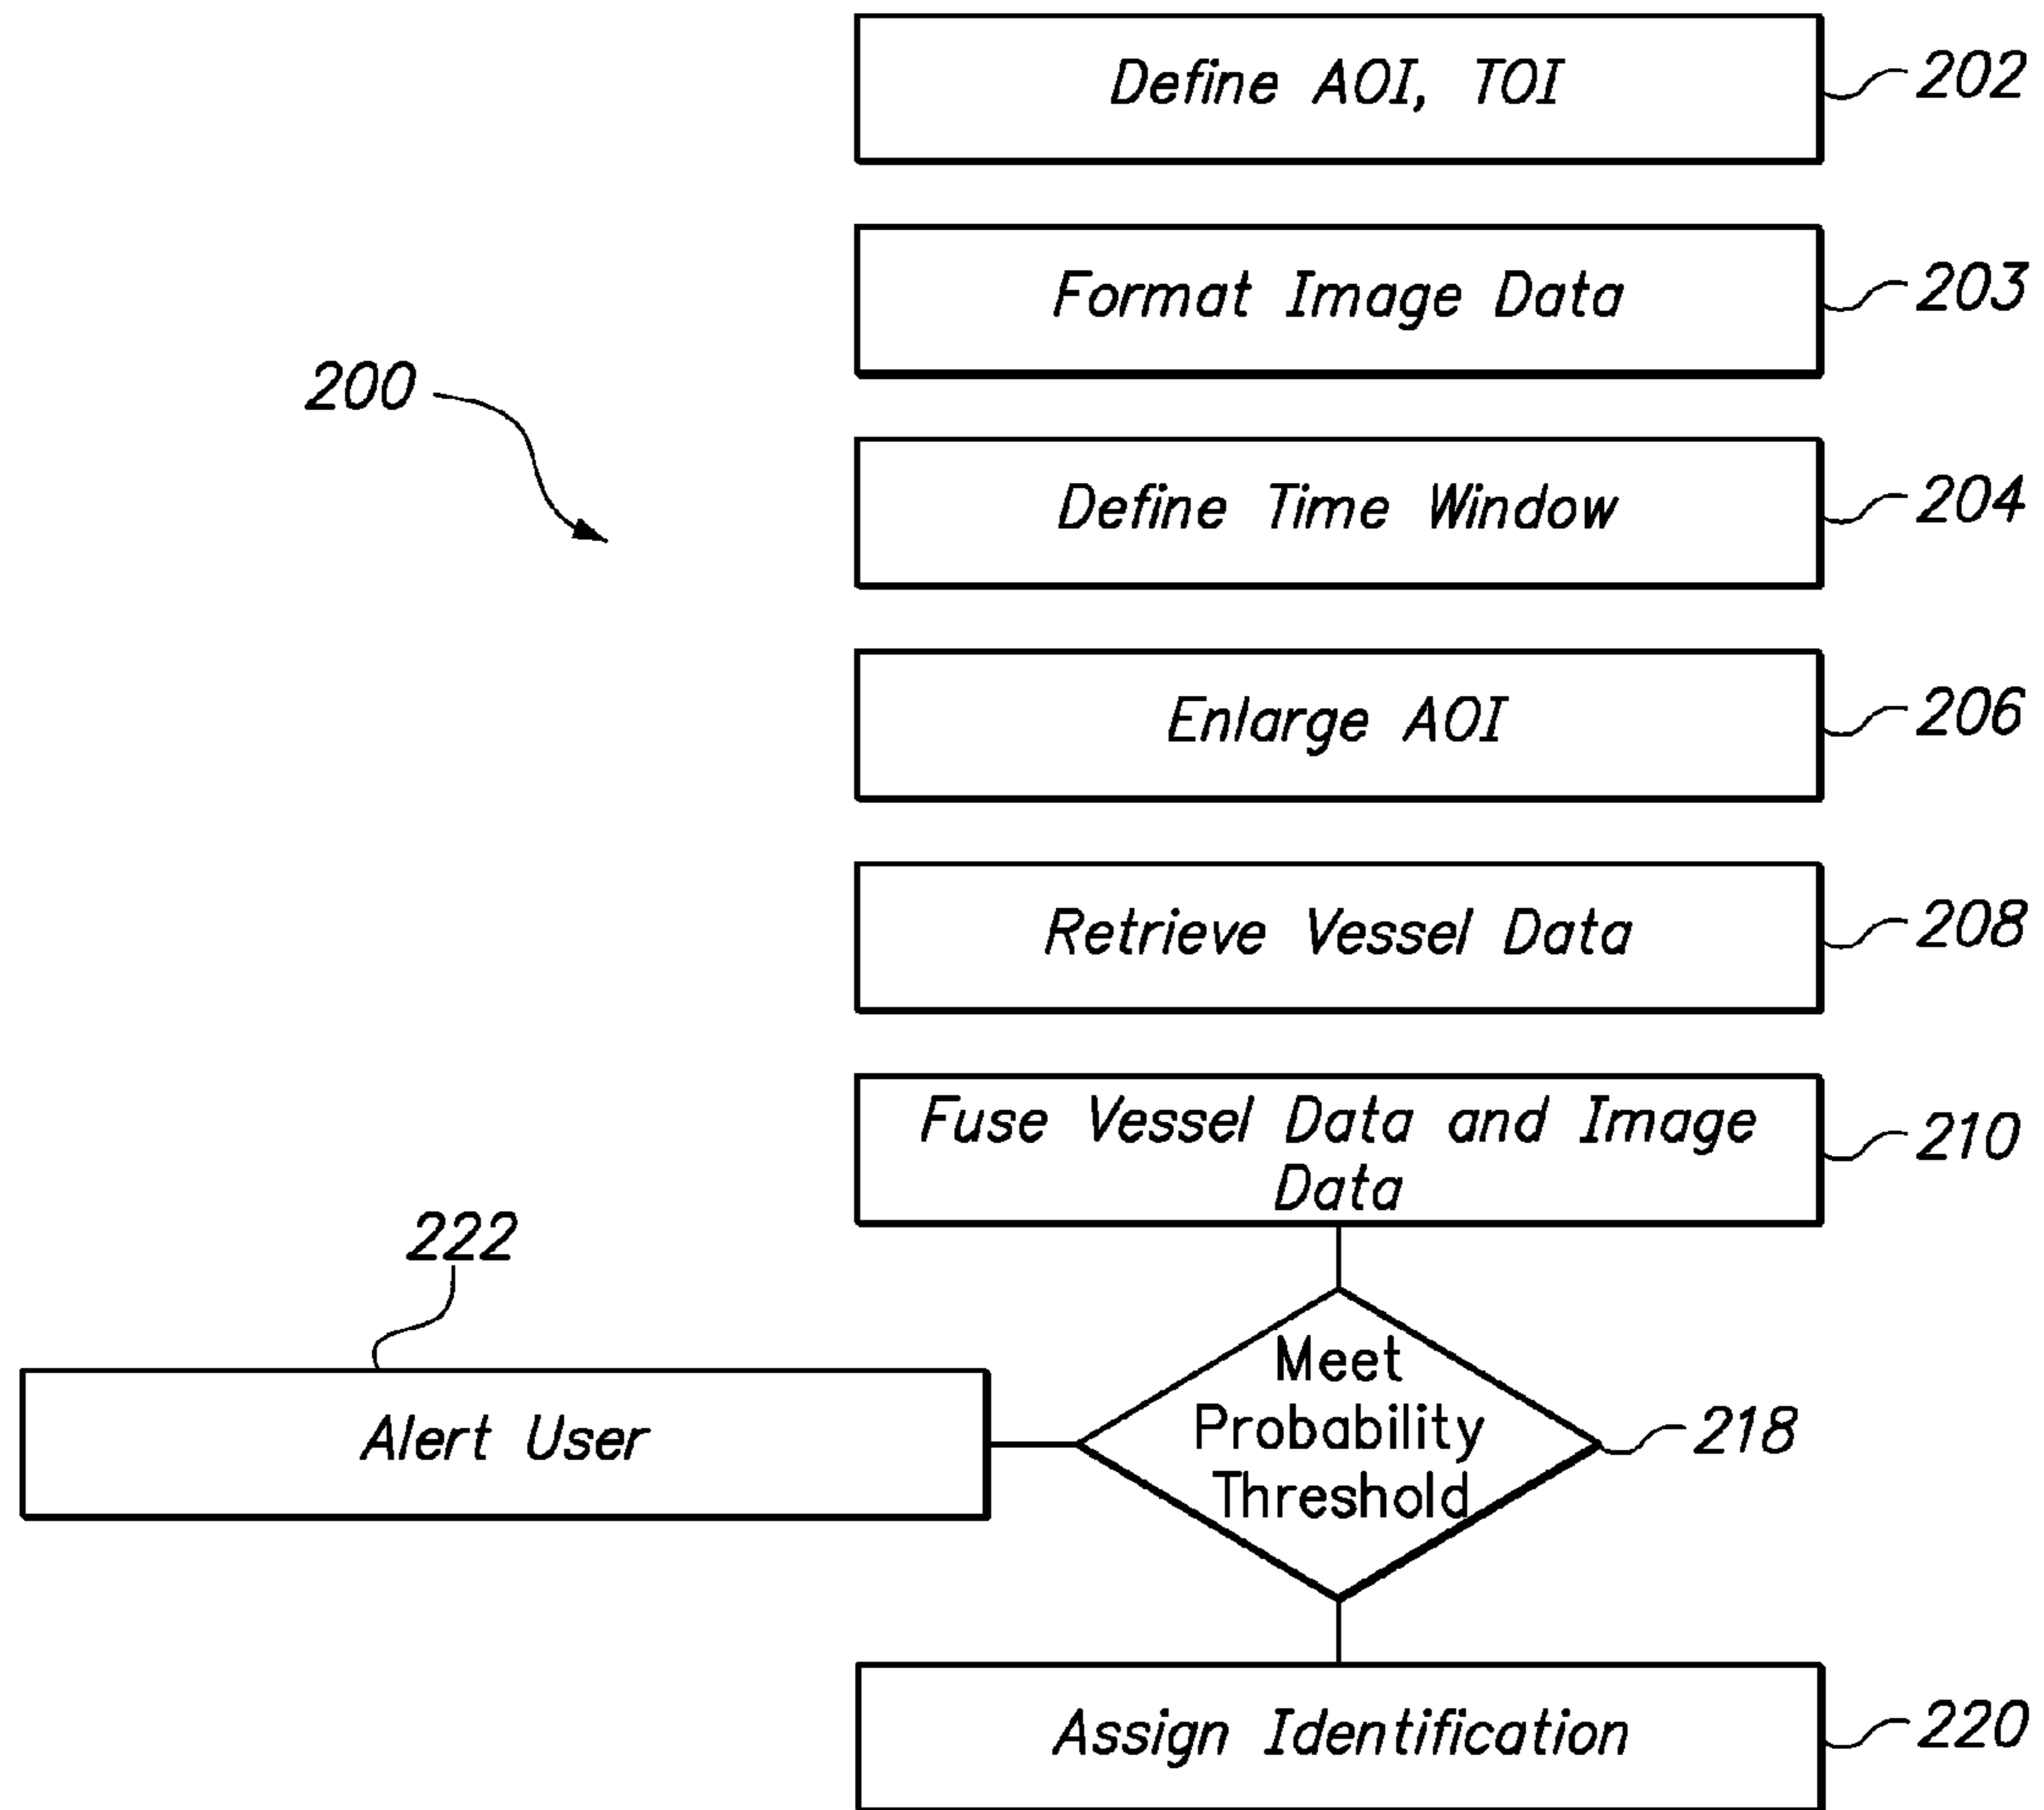 Define AOI, TOI
202
Format Image Data
203
200
Define Time Window
204
Enlarge AOI
206
Retrieve Vessel Data
208
Fuse Vessel Data and Image
Data
210
222
Alert User
Meet
Probability
Threshold
218
Assign Identification
220